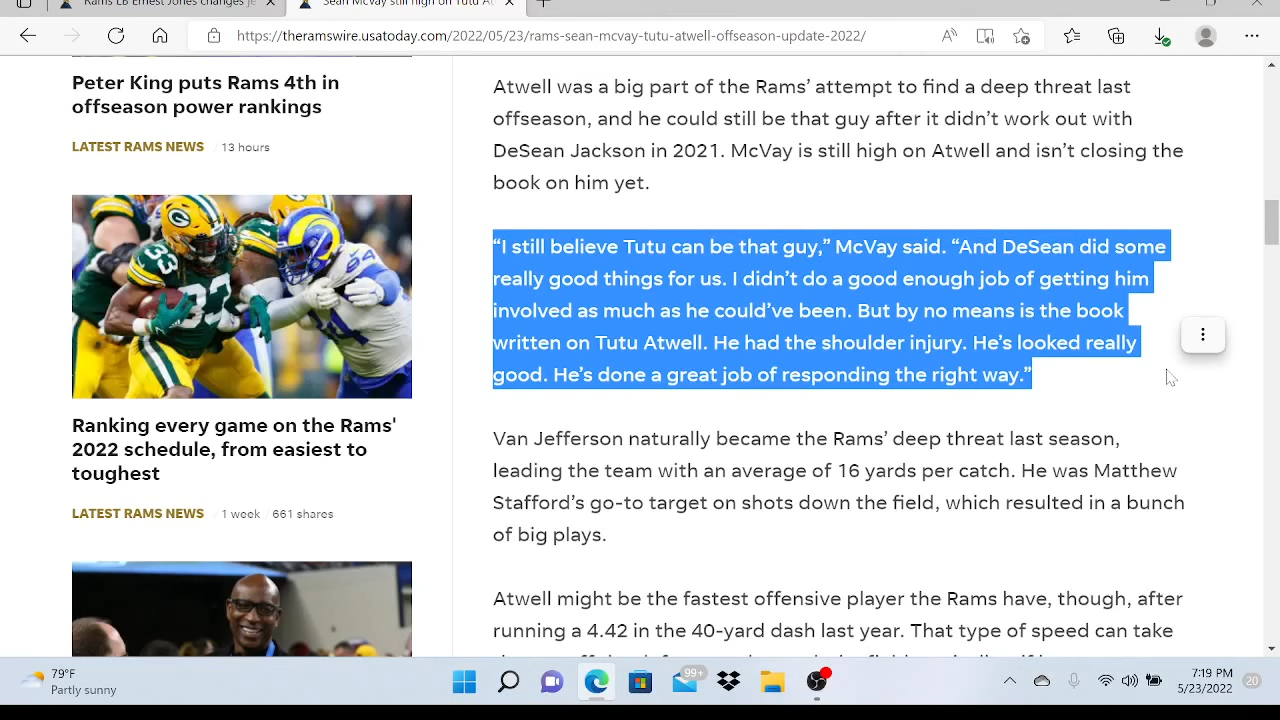 Rams LB Ernest Jones changes je
Sean McVay still high on Tutu At
https://theramswire.usatoday.com/2022/05/23/rams-sean-mcvay-tutu-atwell-offseason-update-2022/
Peter King puts Rams 4th in
offseason power rankings
LATEST RAMS NEWS / 13 hours
33
94
Ranking every game on the Rams'
2022 schedule, from easiest to
toughest
LATEST RAMS NEWS / 1 week / 661 shares
Atwell was a big part of the Rams’ attempt to find a deep threat last
offseason, and he could still be that guy after it didn’t work out with
DeSean Jackson in 2021. McVay is still high on Atwell and isn’t closing the
book on him yet.
“I still believe Tutu can be that guy,” McVay said. “And DeSean did some
really good things for us. I didn’t do a good enough job of getting him
involved as much as he could’ve been. But by no means is the book
written on Tutu Atwell. He had the shoulder injury. He’s looked really
good. He’s done a great job of responding the right way.”
Van Jefferson naturally became the Rams’ deep threat last season,
leading the team with an average of 16 yards per catch. He was Matthew
Stafford’s go-to target on shots down the field, which resulted in a bunch
of big plays.
Atwell might be the fastest offensive player the Rams have, though, after
running a 4.42 in the 40-yard dash last year. That type of speed can take
79°F
Partly sunny
99+
7:19 PM
5/23/2022
20